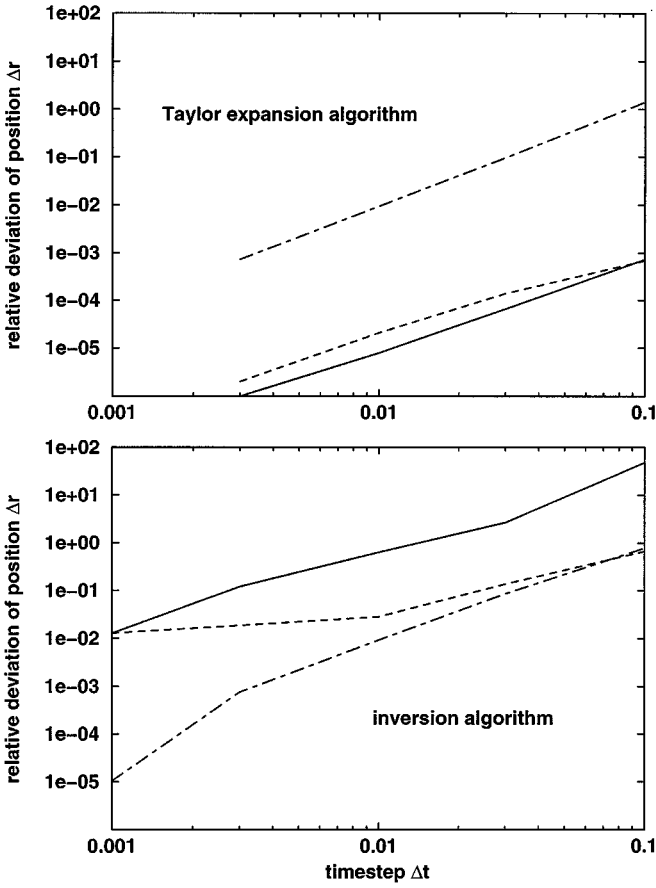 1e+02
1e+01
1e+00
1e−01
1e−02
1e−03
1e−04
1e−05
relative deviation of position Δr
Taylor expansion algorithm
0.001
0.01
0.1
1e+02
1e+01
1e+00
1e−01
1e−02
1e−03
1e−04
1e−05
relative deviation of position Δr
inversion algorithm
0.001
0.01
0.1
timestep Δt